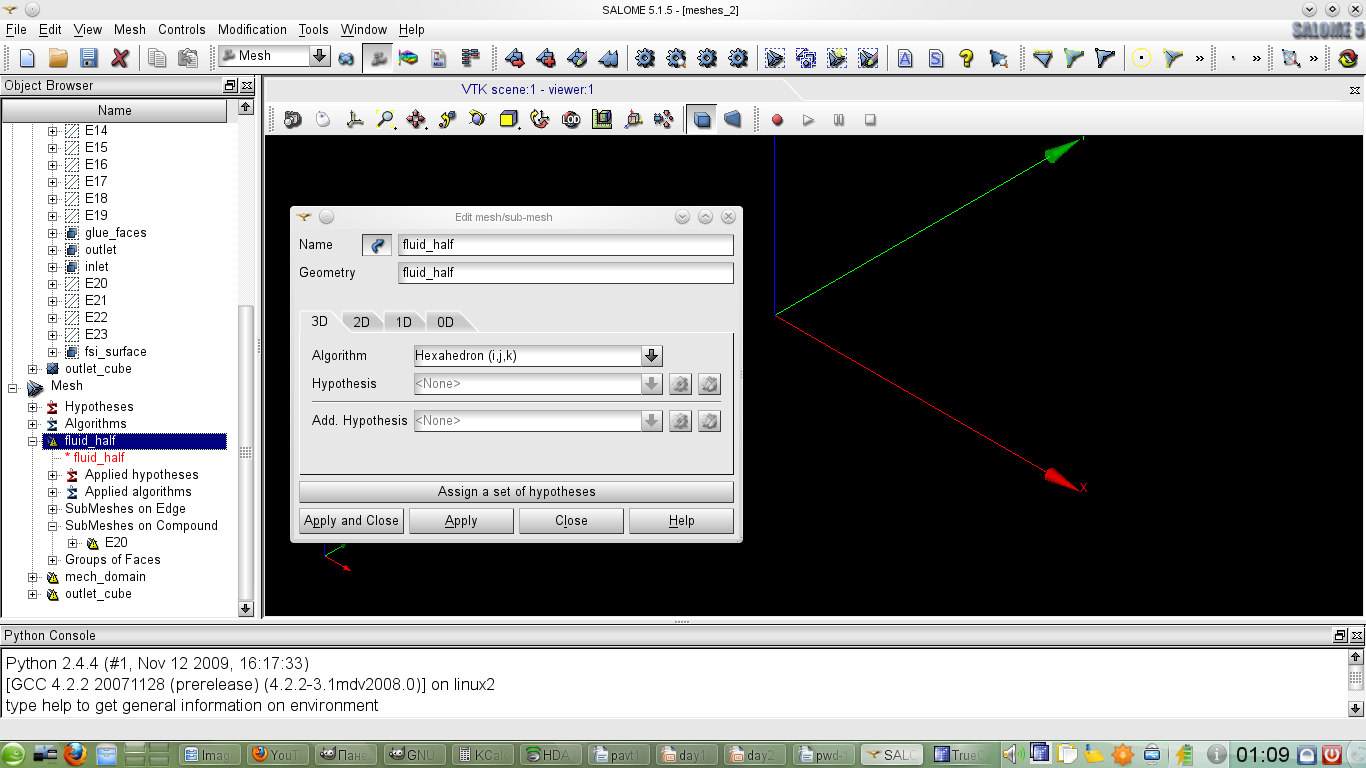 SALOME 5.1.5 - [meshes_2]
File Edit View Mesh Controls Modification Tools Window Help
SALOME 5
Mesh
Object Browser
Name
E14
E15
E16
E17
E18
E19
glue_faces
outlet
inlet
E20
E21
E22
E23
fsi_surface
outlet_cube
Mesh
Hypotheses
Algorithms
fluid_half
* fluid_half
Applied hypotheses
Applied algorithms
SubMeshes on Edge
SubMeshes on Compound
E20
Groups of Faces
mech_domain
outlet_cube
VTK scene:1 - viewer:1
X
Edit mesh/sub-mesh
Name fluid_half
Geometry fluid_half
3D 2D 1D 0D
Algorithm Hexahedron (i,j,k)
Hypothesis <None>
Add. Hypothesis <None>
Assign a set of hypotheses
Apply and Close Apply Close Help
Python Console
Python 2.4.4 (#1, Nov 12 2009, 16:17:33)
[GCC 4.2.2 20071128 (prerelease) (4.2.2-3.1mdv2008.0)] on linux2
type help to get general information on environment
Imag YouT Пане GNU KCal HDA pavt1 day1 day2 pwd-1 SALO TrueC 01:09